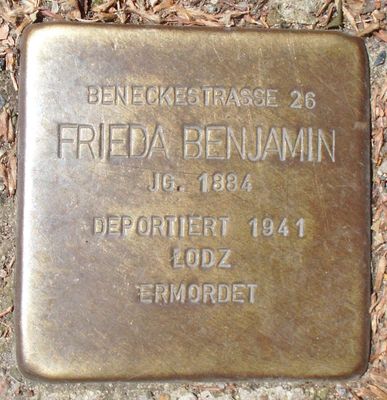 BENECKESTRASSE 26
FRIEDA BENJAMIN
JG. 1884
DEPORTIERT 1941
ŁODZ
ERMORDET